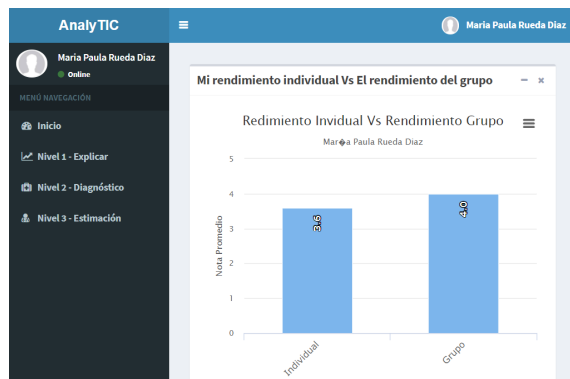 AnalyTIC
Maria Paula Rueda Diaz
Maria Paula Rueda Diaz
Online
MENÚ NAVEGACIÓN
Inicio
Nivel 1 - Explicar
Nivel 2 - Diagnóstico
Nivel 3 - Estimación
Mi rendimiento individual Vs El rendimiento del grupo
Redimiento Invidual Vs Rendimiento Grupo
Mar�a Paula Rueda Diaz
Nota Promedio
5
4
3
2
1
0
3.6
4.0
Individual
Grupo